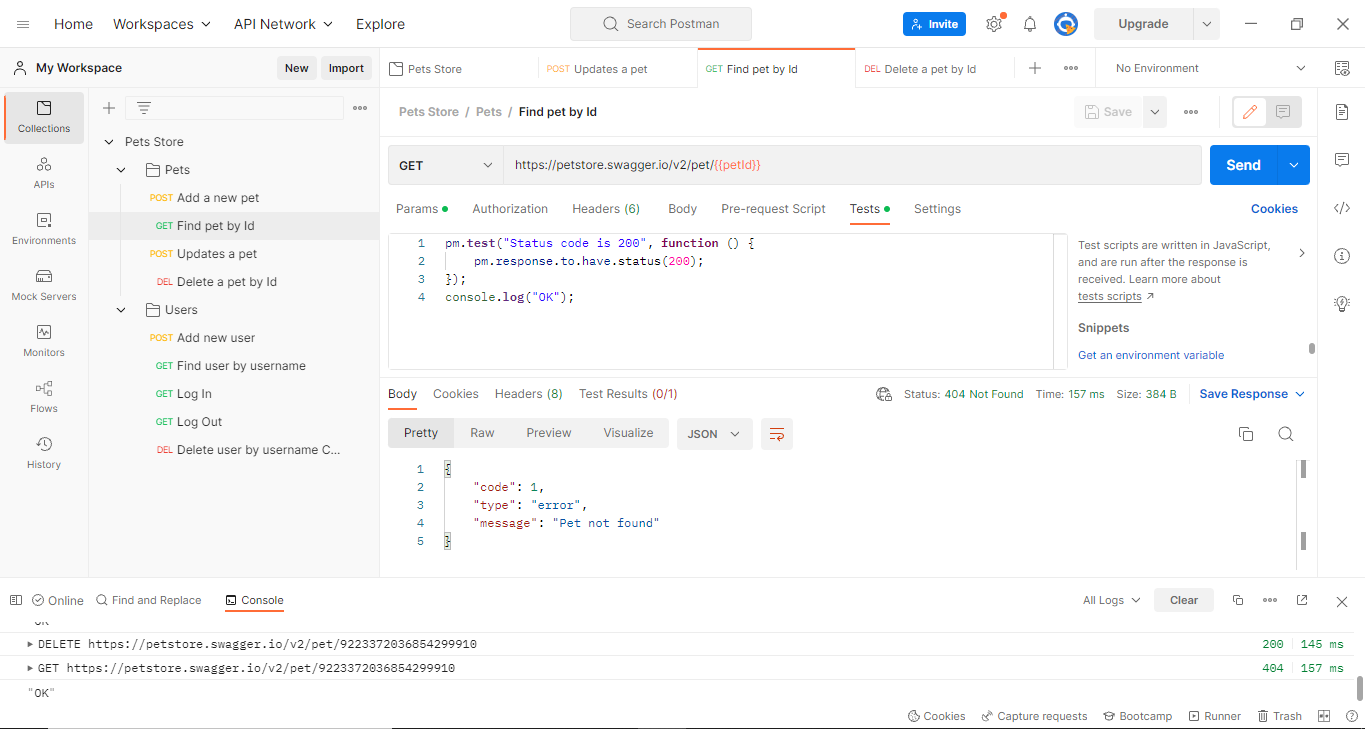 Home Workspaces API Network Explore Search Postman Invite Upgrade
My Workspace New Import Pets Store POST Updates a pet GET Find pet by Id DEL Delete a pet by Id No Environment
Collections
APIs
Environments
Mock Servers
Monitors
Flows
History
Pets Store
Pets
POST Add a new pet
GET Find pet by Id
POST Updates a pet
DEL Delete a pet by Id
Users
POST Add new user
GET Find user by username
GET Log In
GET Log Out
DEL Delete user by username C...
Pets Store / Pets / Find pet by Id Save
GET https://petstore.swagger.io/v2/pet/{{petId}} Send
Params Authorization Headers (6) Body Pre-request Script Tests Settings Cookies
1 pm.test("Status code is 200", function () {
2 pm.response.to.have.status(200);
3 });
4 console.log("OK");
Test scripts are written in JavaScript,
and are run after the response is
received. Learn more about
tests scripts ↗
Snippets
Get an environment variable
Body Cookies Headers (8) Test Results (0/1) Status: 404 Not Found Time: 157 ms Size: 384 B Save Response
Pretty Raw Preview Visualize JSON
1 {
2 "code": 1,
3 "type": "error",
4 "message": "Pet not found"
5 }
Online Find and Replace Console All Logs Clear
"OK"
DELETE https://petstore.swagger.io/v2/pet/9223372036854299910 200 145 ms
GET https://petstore.swagger.io/v2/pet/9223372036854299910 404 157 ms
"OK"
Cookies Capture requests Bootcamp Runner Trash